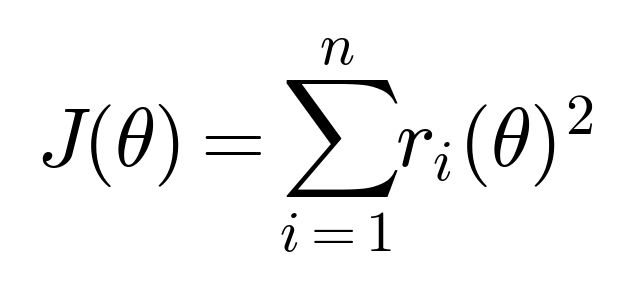 J(θ) = ∑_{i=1}^{n} r_i(θ)^2